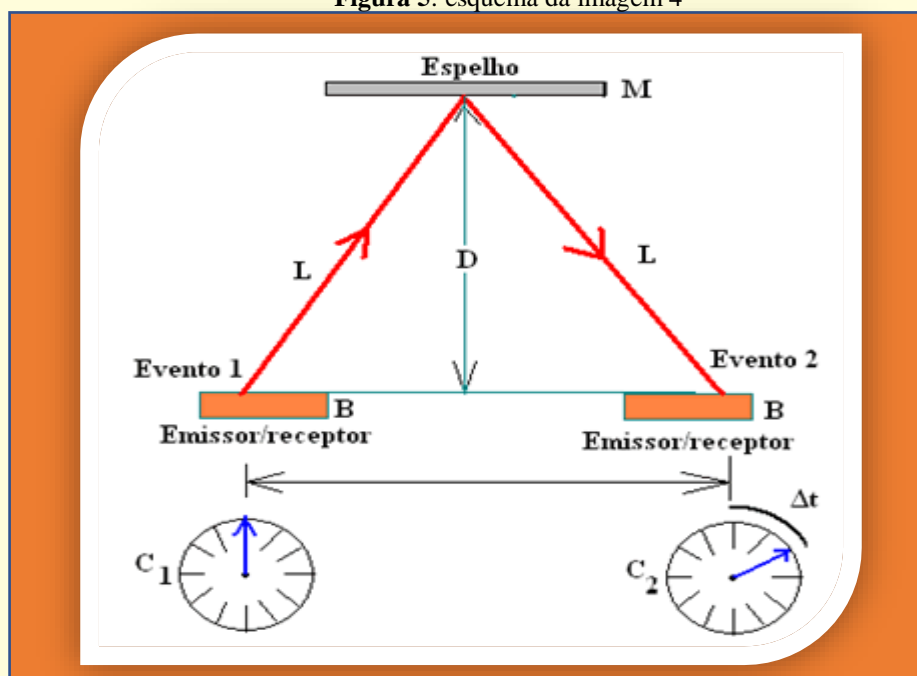 Figura 5: esquema da imagem 4
Espelho
M
L
D
L
Evento 1
Evento 2
B
B
Emissor/receptor
Emissor/receptor
Δt
C1
C2